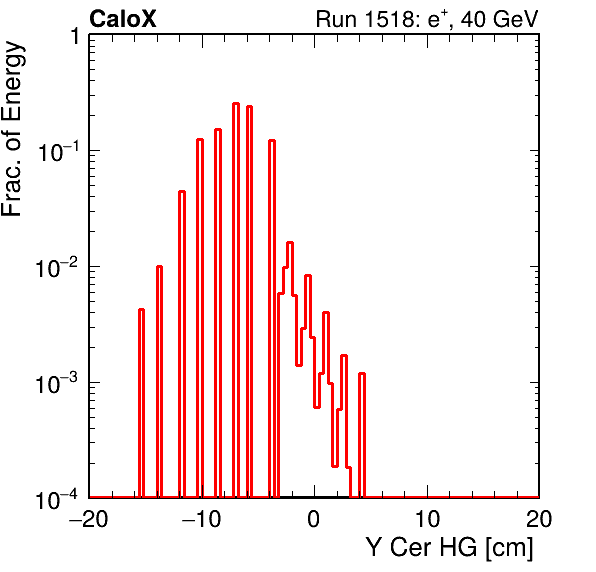 CaloX Run 1518: e⁺, 40 GeV
Frac. of Energy
1
10⁻¹
10⁻²
10⁻³
10⁻⁴
−20 −10 0 10 20
Y Cer HG [cm]